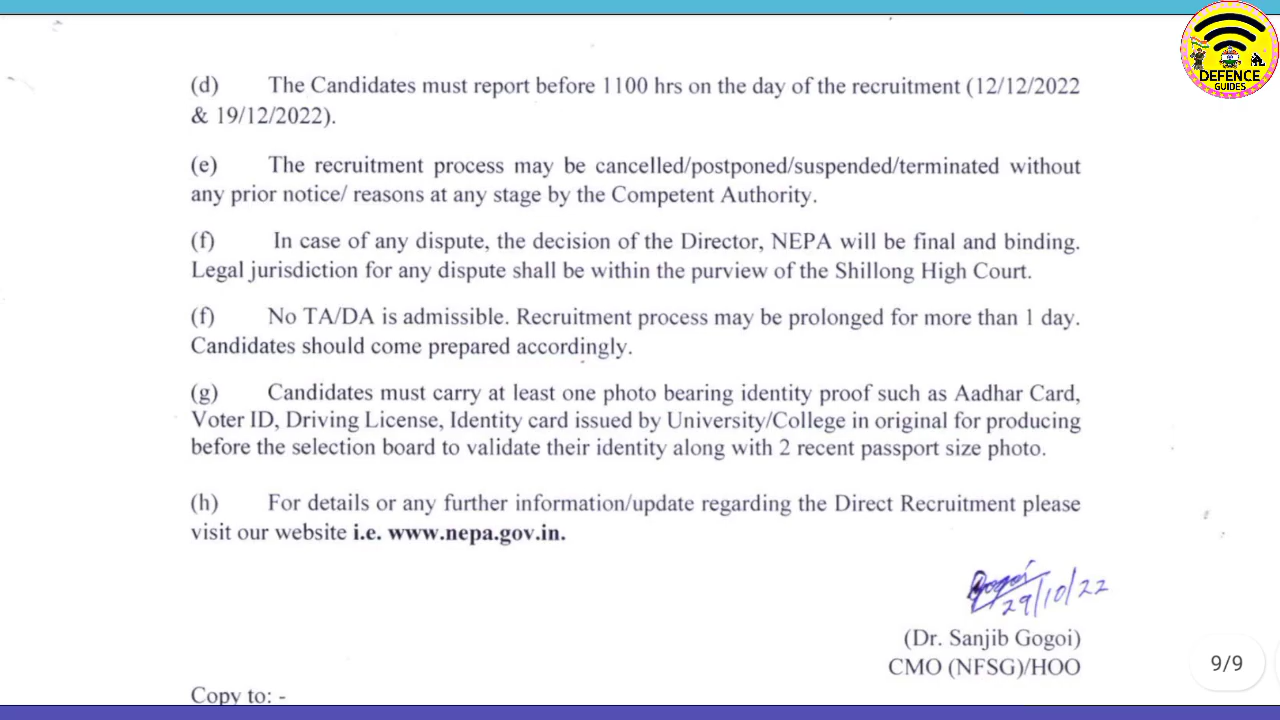 DEFENCE
GUIDES
(d) The Candidates must report before 1100 hrs on the day of the recruitment (12/12/2022
& 19/12/2022).
(e) The recruitment process may be cancelled/postponed/suspended/terminated without
any prior notice/ reasons at any stage by the Competent Authority.
(f) In case of any dispute, the decision of the Director, NEPA will be final and binding.
Legal jurisdiction for any dispute shall be within the purview of the Shillong High Court.
(f) No TA/DA is admissible. Recruitment process may be prolonged for more than 1 day.
Candidates should come prepared accordingly.
(g) Candidates must carry at least one photo bearing identity proof such as Aadhar Card,
Voter ID, Driving License, Identity card issued by University/College in original for producing
before the selection board to validate their identity along with 2 recent passport size photo.
(h) For details or any further information/update regarding the Direct Recruitment please
visit our website i.e. www.nepa.gov.in.
Gogoi
29/10/22
(Dr. Sanjib Gogoi)
CMO (NFSG)/HOO
9/9
Copy to: -